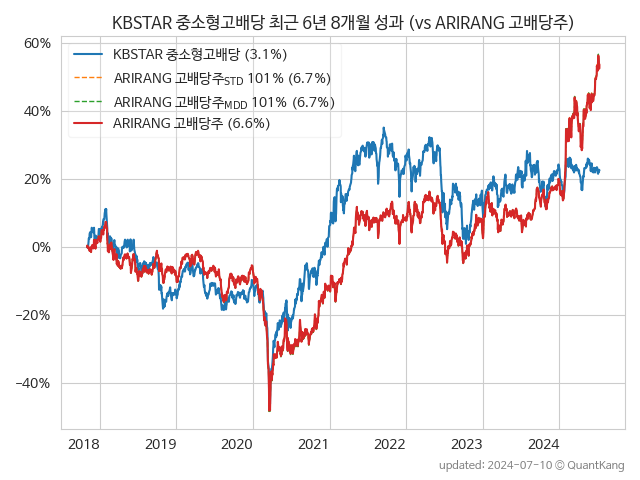 KBSTAR 중소형고배당 최근 6년 8개월 성과 (vs ARIRANG 고배당주)
60%
KBSTAR 중소형고배당 (3.1%)
ARIRANG 고배당주STD 101% (6.7%)
ARIRANG 고배당주MDD 101% (6.7%)
ARIRANG 고배당주 (6.6%)
40%
20%
0%
−20%
−40%
2018 2019 2020 2021 2022 2023 2024
updated: 2024-07-10 © QuantKang